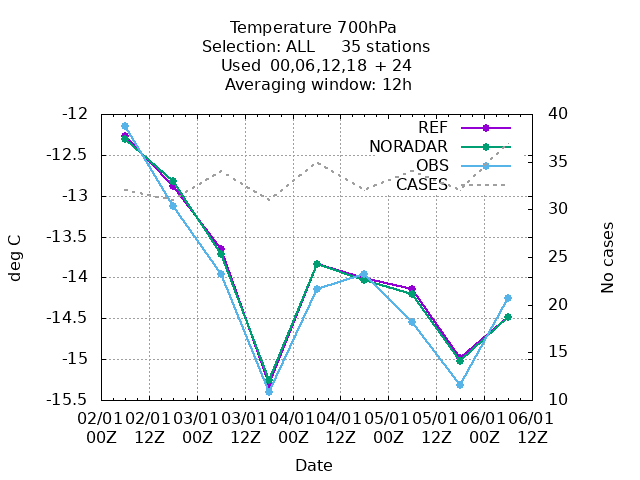 Temperature 700hPa
Selection: ALL 35 stations
Used 00,06,12,18 + 24
Averaging window: 12h
REF
NORADAR
OBS
CASES
deg C
-12
-12.5
-13
-13.5
-14
-14.5
-15
-15.5
40
35
30
25
20
15
10
No cases
02/01 02/01 03/01 03/01 04/01 04/01 05/01 05/01 06/01 06/01
00Z 12Z 00Z 12Z 00Z 12Z 00Z 12Z 00Z 12Z
Date